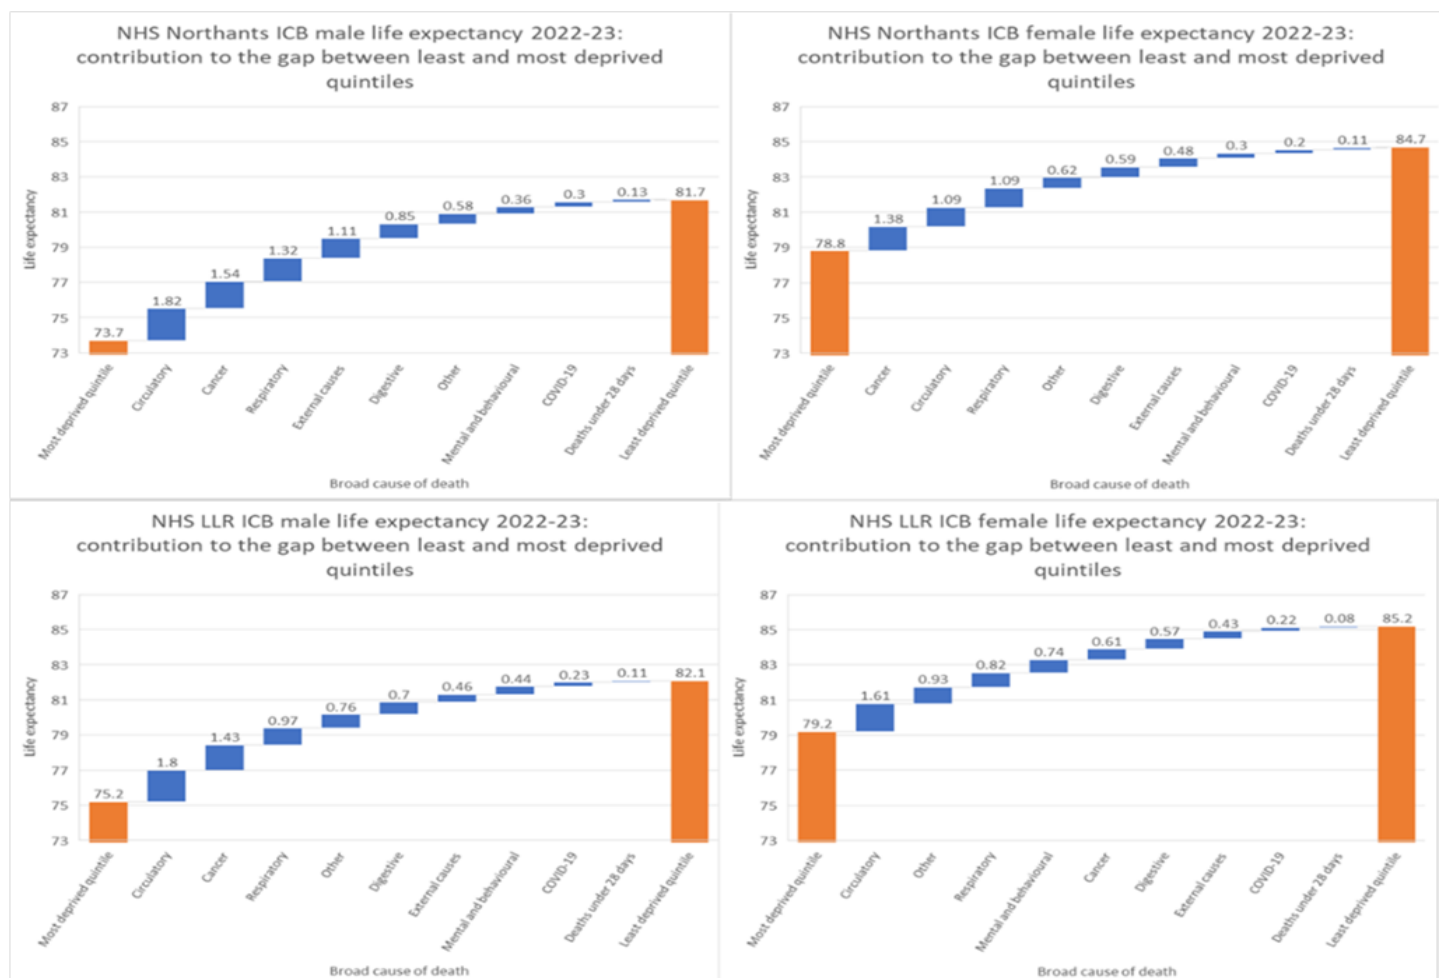 NHS Northants ICB male life expectancy 2022-23:
contribution to the gap between least and most deprived
quintiles
87
85
83
81
79
77
75
73
Life expectancy
73.7
1.82
1.54
1.32
1.11
0.85
0.58
0.36
0.3
0.13
81.7
Most deprived quintile
Circulatory
Cancer
Respiratory
External causes
Digestive
Other
Mental and behavioural
COVID-19
Deaths under 28 days
Least deprived quintile
Broad cause of death
NHS Northants ICB female life expectancy 2022-23:
contribution to the gap between least and most deprived
quintiles
87
85
83
81
79
77
75
73
Life expectancy
78.8
1.38
1.09
1.09
0.62
0.59
0.48
0.3
0.2
0.11
84.7
Most deprived quintile
Cancer
Circulatory
Respiratory
Other
Digestive
External causes
Mental and behavioural
COVID-19
Deaths under 28 days
Least deprived quintile
Broad cause of death
NHS LLR ICB male life expectancy 2022-23:
contribution to the gap between least and most deprived
quintiles
87
85
83
81
79
77
75
73
Life expectancy
75.2
1.8
1.43
0.97
0.76
0.7
0.46
0.44
0.23
0.11
82.1
Most deprived quintile
Circulatory
Cancer
Respiratory
Other
Digestive
External causes
Mental and behavioural
COVID-19
Deaths under 28 days
Least deprived quintile
Broad cause of death
NHS LLR ICB female life expectancy 2022-23:
contribution to the gap between least and most deprived
quintiles
87
85
83
81
79
77
75
73
Life expectancy
79.2
1.61
0.93
0.82
0.74
0.61
0.57
0.43
0.22
0.08
85.2
Most deprived quintile
Circulatory
Other
Respiratory
Mental and behavioural
Cancer
Digestive
External causes
COVID-19
Deaths under 28 days
Least deprived quintile
Broad cause of death